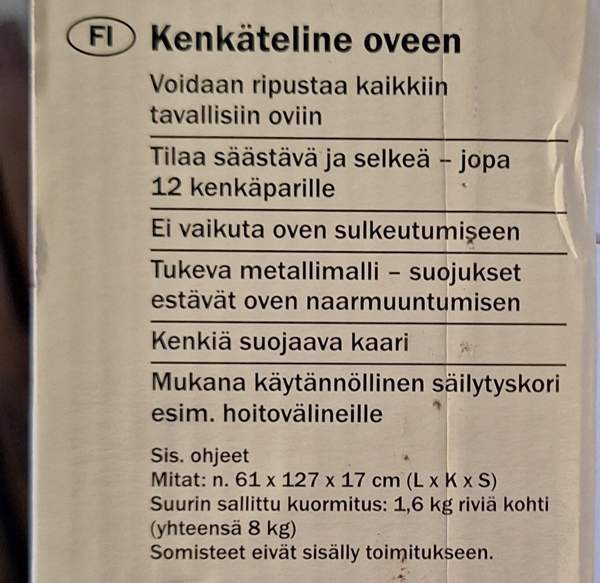 FI Kenkäteline oveen
Voidaan ripustaa kaikkiin
tavallisiin oviin
Tilaa säästävä ja selkeä – jopa
12 kenkäparille
Ei vaikuta oven sulkeutumiseen
Tukeva metallimalli – suojukset
estävät oven naarmuuntumisen
Kenkiä suojaava kaari
Mukana käytännöllinen säilytyskori
esim. hoitovälineille
Sis. ohjeet
Mitat: n. 61 x 127 x 17 cm (L x K x S)
Suurin sallittu kuormitus: 1,6 kg riviä kohti
(yhteensä 8 kg)
Somisteet eivät sisälly toimitukseen.